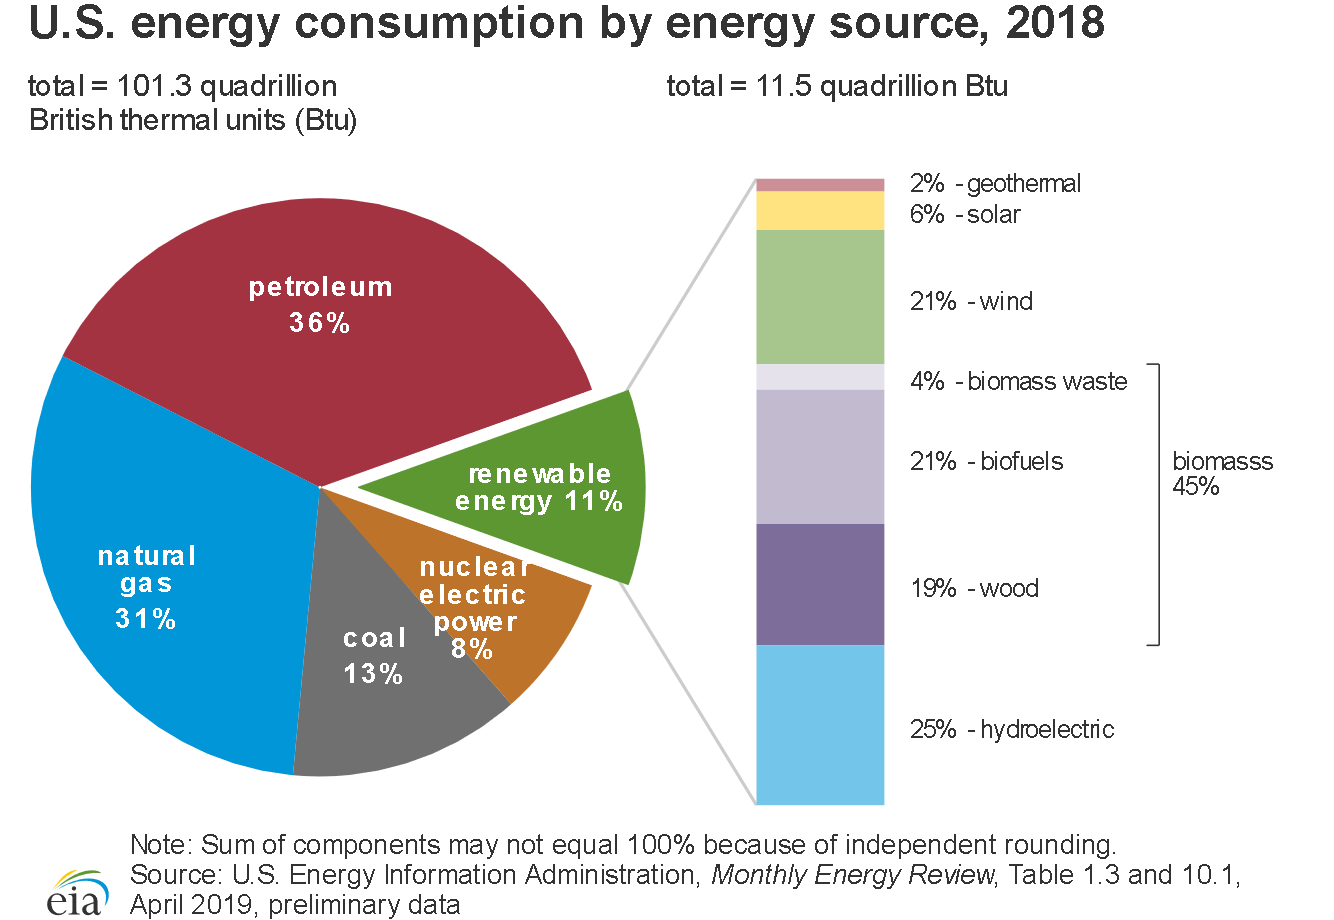 U.S. energy consumption by energy source, 2018
total = 101.3 quadrillion
British thermal units (Btu)
total = 11.5 quadrillion Btu
petroleum
36%
renewable
energy 11%
natural
gas
31%
coal
13%
nuclear
electric
power
8%
2% - geothermal
6% - solar
21% - wind
4% - biomass waste
21% - biofuels
19% - wood
25% - hydroelectric
biomasss
45%
Note: Sum of components may not equal 100% because of independent rounding.
Source: U.S. Energy Information Administration, Monthly Energy Review, Table 1.3 and 10.1,
April 2019, preliminary data
eia